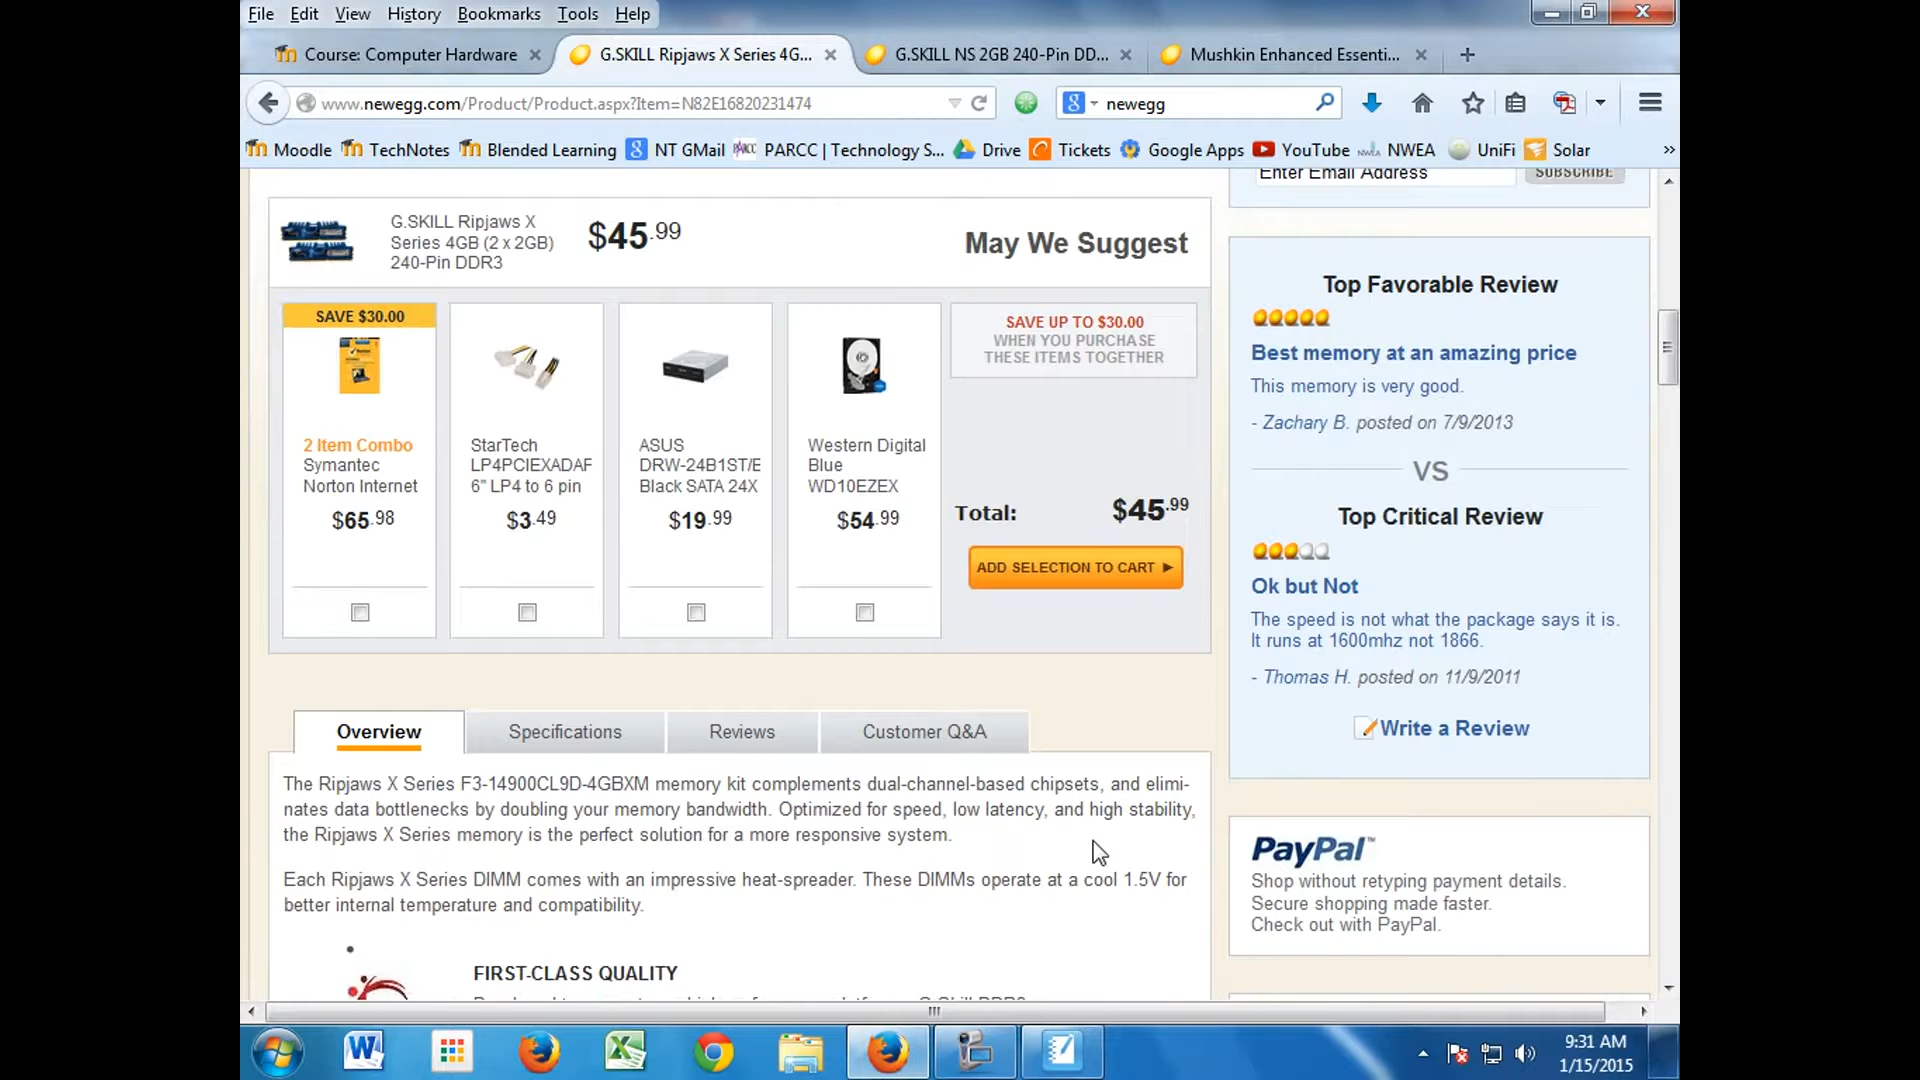 File Edit View History Bookmarks Tools Help
Course: Computer Hardware
G.SKILL Ripjaws X Series 4G...
G.SKILL NS 2GB 240-Pin DD...
Mushkin Enhanced Essenti...
www.newegg.com/Product/Product.aspx?Item=N82E16820231474
newegg
Moodle TechNotes Blended Learning NT GMail PARCC | Technology S... Drive Tickets Google Apps YouTube NWEA UniFi Solar
Enter Email Address
SUBSCRIBE
G.SKILL Ripjaws X
Series 4GB (2 x 2GB)
240-Pin DDR3
$45.99
May We Suggest
SAVE $30.00
2 Item Combo
Symantec
Norton Internet
$65.98
StarTech
LP4PCIEXADAF
6" LP4 to 6 pin
$3.49
ASUS
DRW-24B1ST/E
Black SATA 24X
$19.99
Western Digital
Blue
WD10EZEX
$54.99
SAVE UP TO $30.00
WHEN YOU PURCHASE
THESE ITEMS TOGETHER
Total: $45.99
ADD SELECTION TO CART
Top Favorable Review
Best memory at an amazing price
This memory is very good.
- Zachary B. posted on 7/9/2013
VS
Top Critical Review
Ok but Not
The speed is not what the package says it is.
It runs at 1600mhz not 1866.
- Thomas H. posted on 11/9/2011
Write a Review
Overview Specifications Reviews Customer Q&A
The Ripjaws X Series F3-14900CL9D-4GBXM memory kit complements dual-channel-based chipsets, and elimi-
nates data bottlenecks by doubling your memory bandwidth. Optimized for speed, low latency, and high stability,
the Ripjaws X Series memory is the perfect solution for a more responsive system.
Each Ripjaws X Series DIMM comes with an impressive heat-spreader. These DIMMs operate at a cool 1.5V for
better internal temperature and compatibility.
FIRST-CLASS QUALITY
PayPal™
Shop without retyping payment details.
Secure shopping made faster.
Check out with PayPal.
9:31 AM
1/15/2015